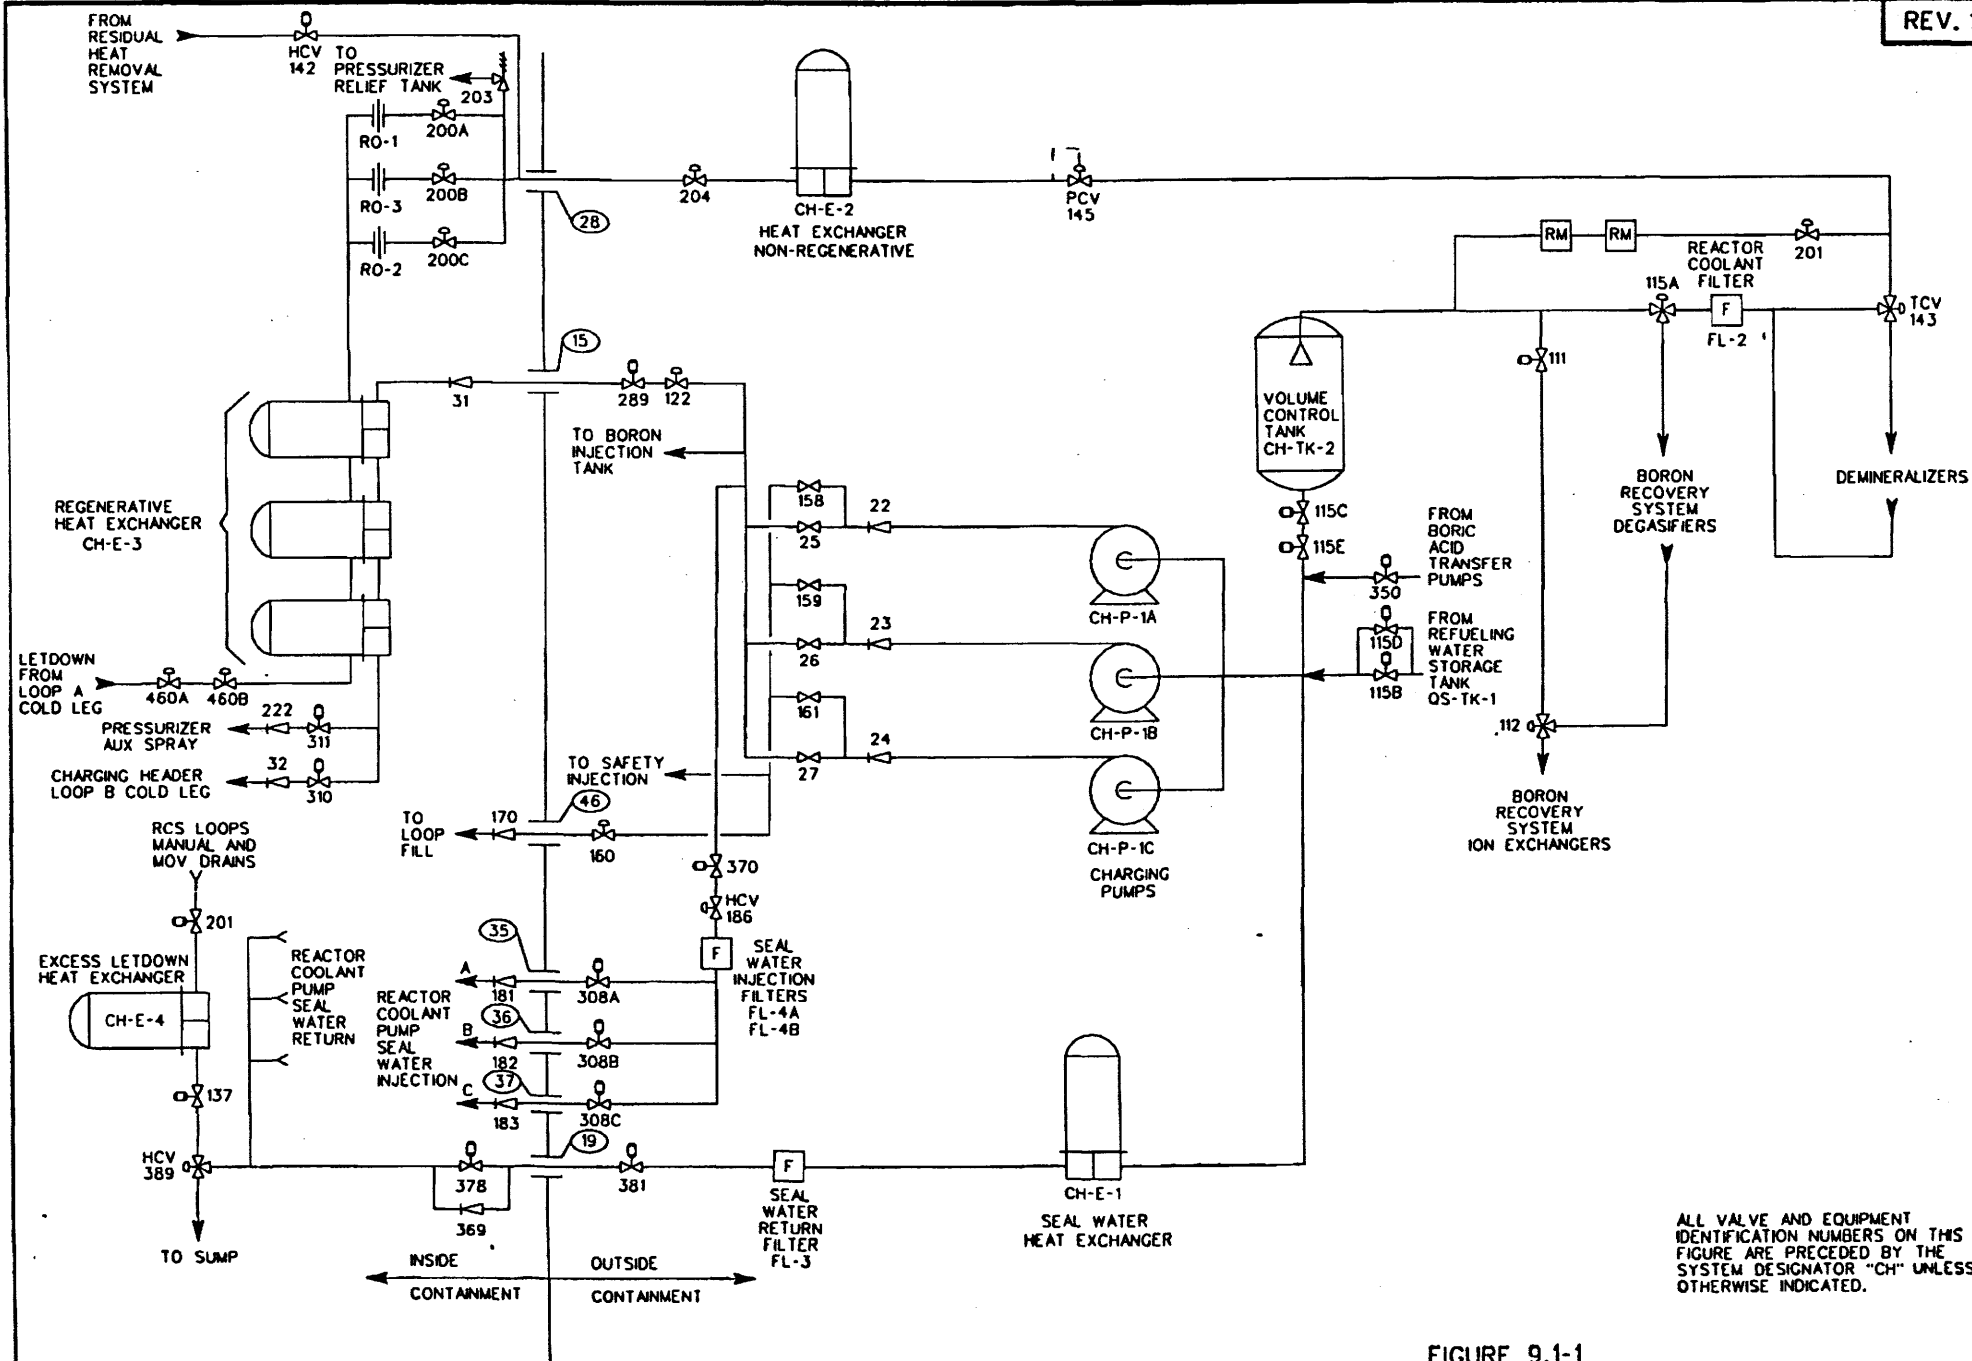 REV. 
FROM
RESIDUAL
HEAT
REMOVAL
SYSTEM
HCV
142
TO
PRESSURIZER
RELIEF TANK
203
RO-1
200A
RO-3
200B
RO-2
200C
28
204
CH-E-2
HEAT EXCHANGER
NON-REGENERATIVE
PCV
145
RM
RM
201
REACTOR
COOLANT
FILTER
115A
F
FL-2
TCV
143
15
31
289
122
111
VOLUME
CONTROL
TANK
CH-TK-2
TO BORON
INJECTION
TANK
REGENERATIVE
HEAT EXCHANGER
CH-E-3
158
22
25
159
23
26
161
24
27
C
CH-P-1A
C
CH-P-1B
C
CH-P-1C
CHARGING
PUMPS
115C
115E
FROM
BORIC
ACID
TRANSFER
PUMPS
350
FROM
REFUELING
WATER
STORAGE
TANK
QS-TK-1
115D
115B
BORON
RECOVERY
SYSTEM
DEGASIFIERS
DEMINERALIZERS
112
BORON
RECOVERY
SYSTEM
ION EXCHANGERS
LETDOWN
FROM
LOOP A
COLD LEG
460A
460B
PRESSURIZER
AUX SPRAY
222
311
CHARGING HEADER
LOOP B COLD LEG
32
310
TO SAFETY
INJECTION
46
TO
LOOP
FILL
170
160
370
HCV
186
F
SEAL
WATER
INJECTION
FILTERS
FL-4A
FL-4B
RCS LOOPS
MANUAL AND
MOV DRAINS
201
EXCESS LETDOWN
HEAT EXCHANGER
CH-E-4
REACTOR
COOLANT
PUMP
SEAL
WATER
RETURN
137
HCV
389
TO SUMP
REACTOR
COOLANT
PUMP
SEAL
WATER
INJECTION
35
A
181
308A
36
B
182
308B
37
C
183
308C
19
378
369
381
F
SEAL
WATER
RETURN
FILTER
FL-3
CH-E-1
SEAL WATER
HEAT EXCHANGER
INSIDE
CONTAINMENT
OUTSIDE
CONTAINMENT
ALL VALVE AND EQUIPMENT
IDENTIFICATION NUMBERS ON THIS
FIGURE ARE PRECEDED BY THE
SYSTEM DESIGNATOR "CH" UNLESS
OTHERWISE INDICATED.
FIGURE 9.1-1